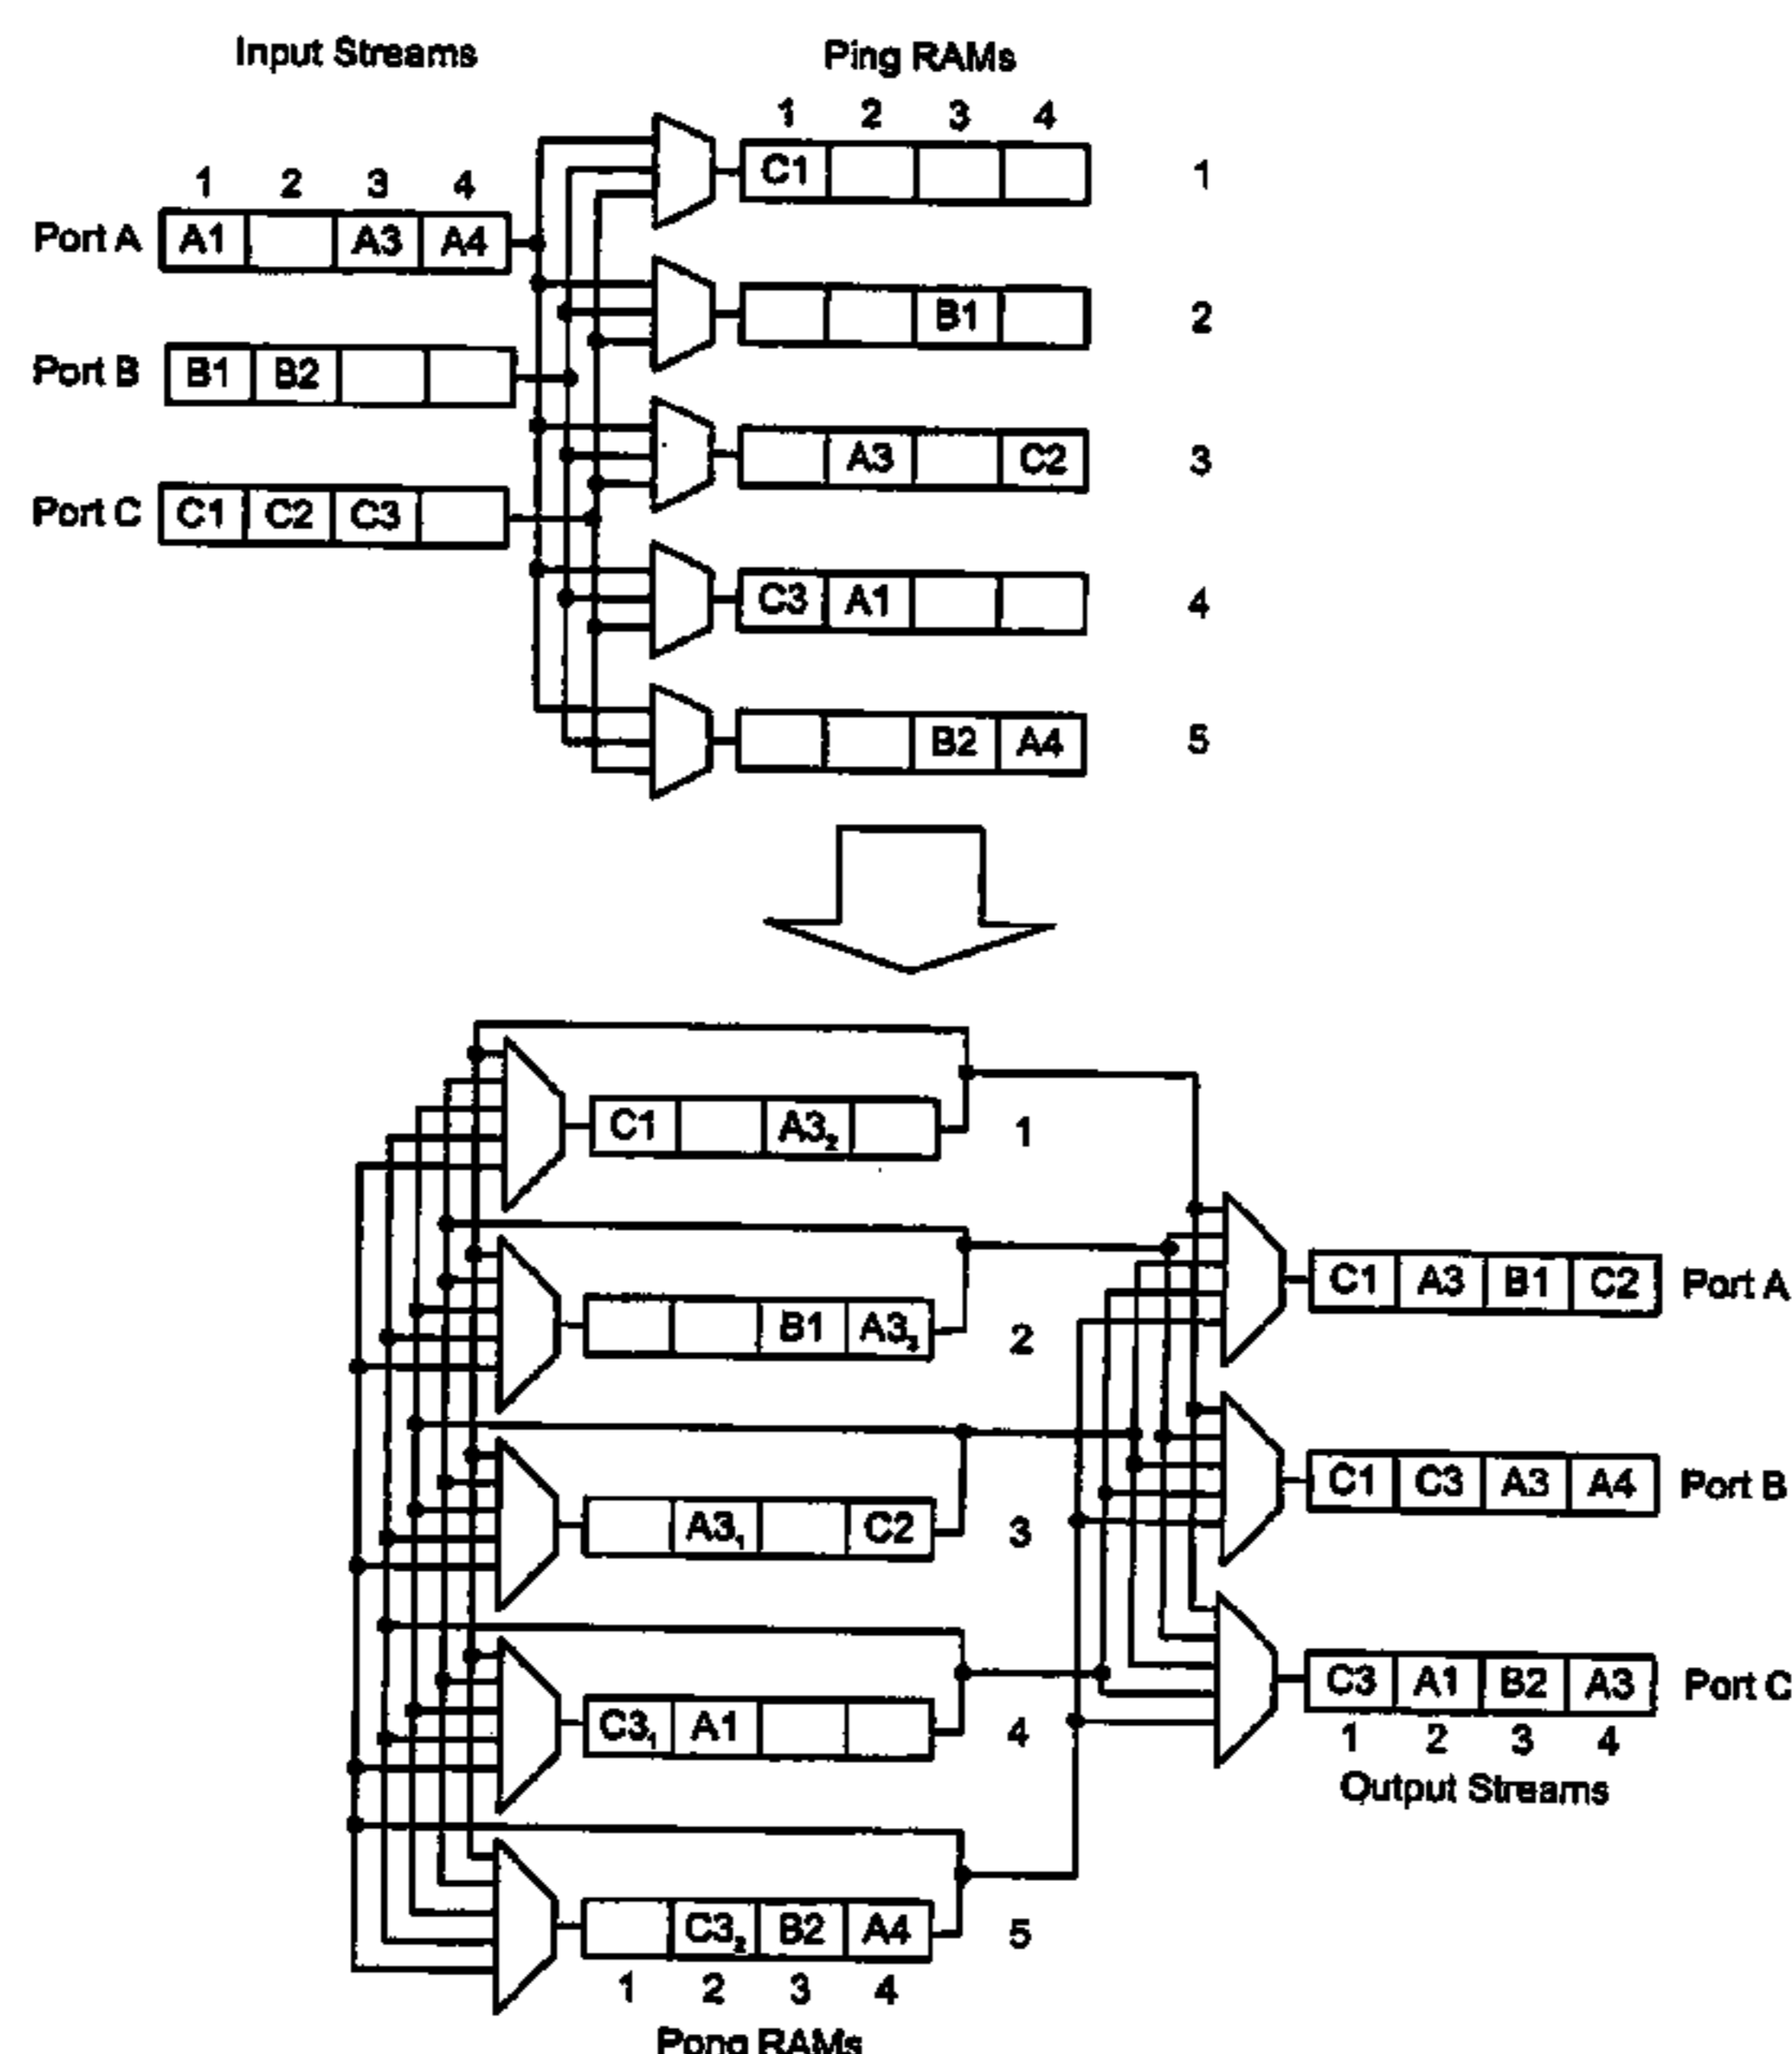 Input Streams
Ping RAMs
1 2 3 4
C1
1
1 2 3 4
Port A A1 A3 A4
B1
2
Port B B1 B2
A3 C2
3
Port C C1 C2 C3
C3 A1
4
B2 A4
5
C1 A3₂
1
C1 A3 B1 C2 Port A
B1 A3₃
2
C1 C3 A3 A4 Port B
A3₁ C2
3
C3 A1 B2 A3 Port C
1 2 3 4
Output Streams
C3₁ A1
4
C3₂ B2 A4
5
1 2 3 4
Pong RAMs